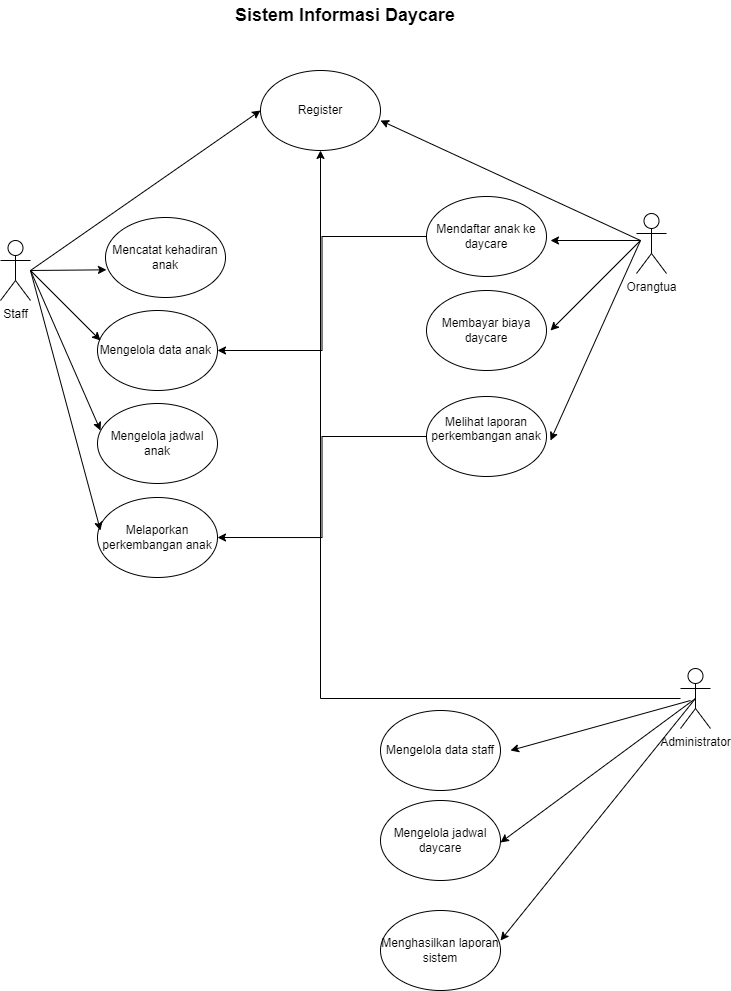 Sistem Informasi Daycare
Register
Mencatat kehadiran
anak
Mendaftar anak ke
daycare
Orangtua
Staff
Mengelola data anak
Membayar biaya
daycare
Mengelola jadwal
anak
Melihat laporan
perkembangan anak
Melaporkan
perkembangan anak
Administrator
Mengelola data staff
Mengelola jadwal
daycare
Menghasilkan laporan
sistem